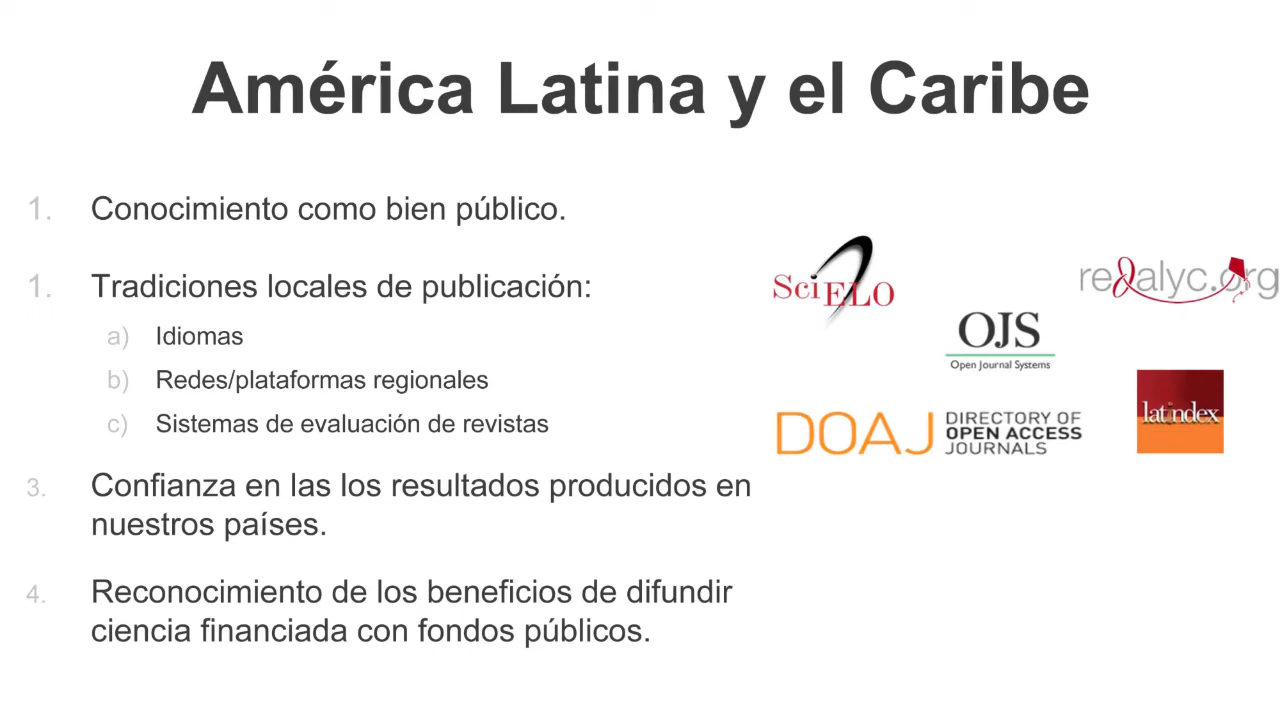 América Latina y el Caribe
1. Conocimiento como bien público.
1. Tradiciones locales de publicación:
a) Idiomas
b) Redes/plataformas regionales
c) Sistemas de evaluación de revistas
3. Confianza en las los resultados producidos en
nuestros países.
4. Reconocimiento de los beneficios de difundir
ciencia financiada con fondos públicos.
SciELO
redalyc.org
OJS
Open Journal Systems
DOAJ
DIRECTORY OF
OPEN ACCESS
JOURNALS
latindex